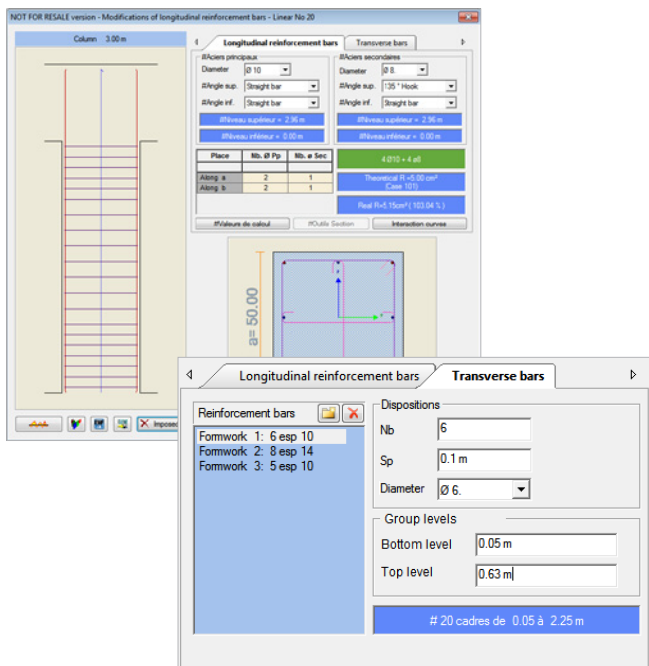 NOT FOR RESALE version - Modifications of longitudinal reinforcement bars - Linear No 20
Column 3.00 m
Longitudinal reinforcement bars Transverse bars
#Aciers principaux #Aciers secondaires
Diameter Ø 10 Diameter Ø 8.
#Angle sup. Straight bar #Angle sup. 135 ° Hook
#Angle inf. Straight bar #Angle inf. Straight bar
#Niveau supérieur = 2.96 m #Niveau supérieur = 2.96 m
#Niveau inférieur = 0.00 m #Niveau inférieur = 0.00 m
Place Nb. Ø Pp Nb. ø Sec
Along a 2 1
Along b 2 1
4 Ø10 + 4 ø8
Theoretical R =5.00 cm²
(Case 101)
Real R=5.15cm² ( 103.04 % )
#Valeurs de calcul #Outils Section Interaction curves
a= 50.00
Imposed
Longitudinal reinforcement bars Transverse bars
Reinforcement bars
Formwork 1: 6 esp 10
Formwork 2: 8 esp 14
Formwork 3: 5 esp 10
Dispositions
Nb 6
Sp 0.1 m
Diameter Ø 6.
Group levels
Bottom level 0.05 m
Top level 0.63 m
# 20 cadres de 0.05 à 2.25 m